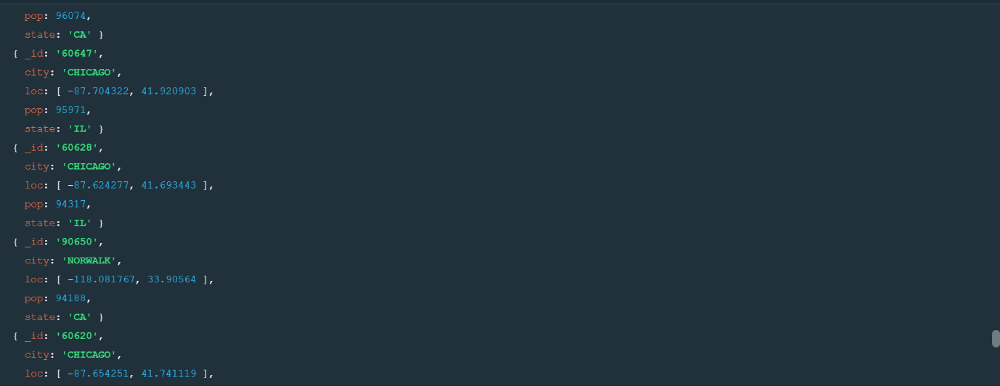 pop: 96074,
state: 'CA' }
{ _id: '60647',
city: 'CHICAGO',
loc: [ -87.704322, 41.920903 ],
pop: 95971,
state: 'IL' }
{ _id: '60628',
city: 'CHICAGO',
loc: [ -87.624277, 41.693443 ],
pop: 94317,
state: 'IL' }
{ _id: '90650',
city: 'NORWALK',
loc: [ -118.081767, 33.90564 ],
pop: 94188,
state: 'CA' }
{ _id: '60620',
city: 'CHICAGO',
loc: [ -87.654251, 41.741119 ],